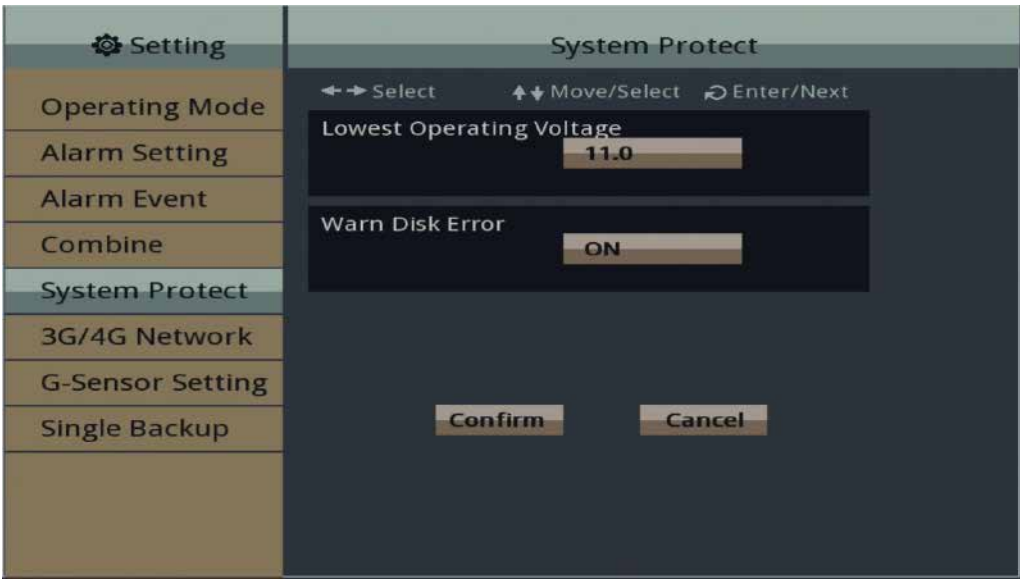 Setting
System Protect
Operating Mode
Alarm Setting
Alarm Event
Combine
System Protect
3G/4G Network
G-Sensor Setting
Single Backup
Select Move/Select Enter/Next
Lowest Operating Voltage
11.0
Warn Disk Error
ON
Confirm Cancel